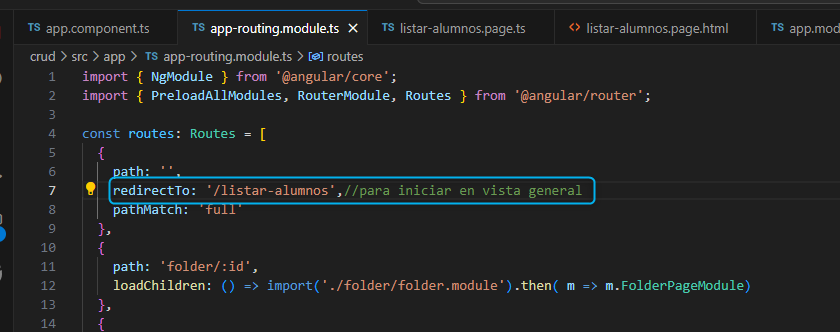 TS app.component.ts TS app-routing.module.ts × TS listar-alumnos.page.ts <> listar-alumnos.page.html TS app.mod
crud > src > app > TS app-routing.module.ts > routes
1 import { NgModule } from '@angular/core';
2 import { PreloadAllModules, RouterModule, Routes } from '@angular/router';
3
4 const routes: Routes = [
5 {
6 path: '',
7 redirectTo: '/listar-alumnos',//para iniciar en vista general
8 pathMatch: 'full'
9 },
10 {
11 path: 'folder/:id',
12 loadChildren: () => import('./folder/folder.module').then( m => m.FolderPageModule)
13 },
14 {